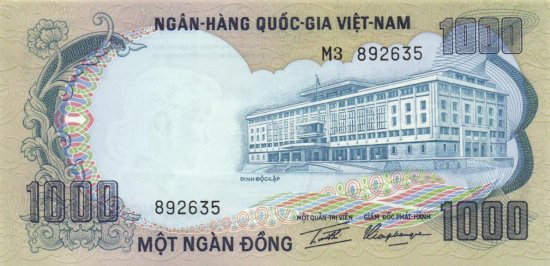 NGÂN-HÀNG QUỐC-GIA VIỆT-NAM
1000
M3 892635
DINH ĐỘC LẬP
1000
892635
MỘT QUẢN TRỊ VIÊN GIÁM ĐỐC PHÁT-HÀNH
1000
MỘT NGÀN ĐỒNG